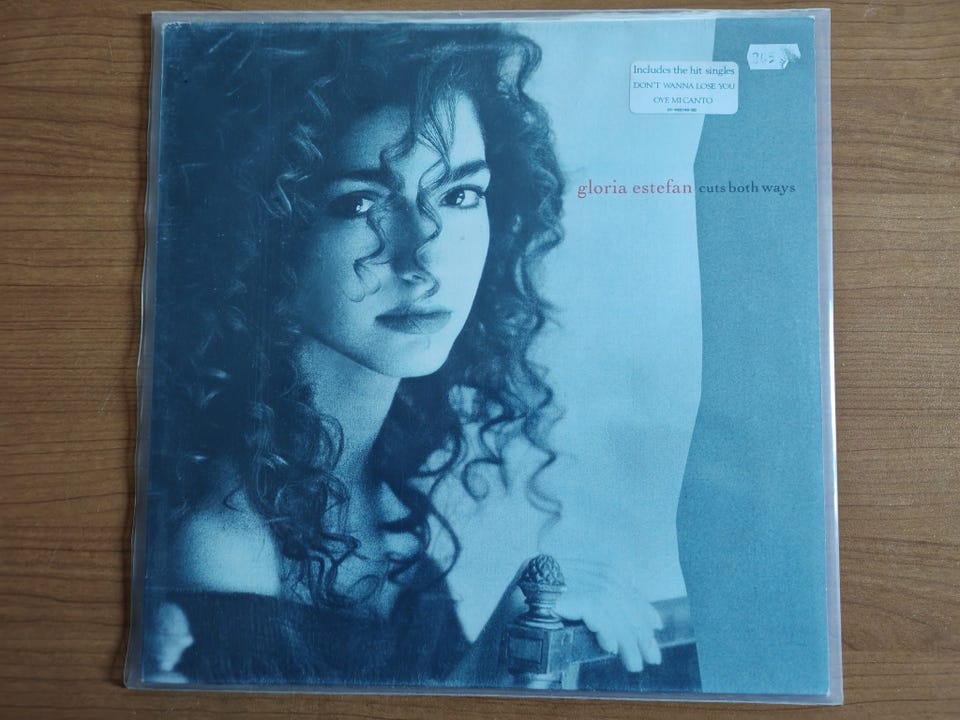 Includes the hit singles
DON'T WANNA LOSE YOU
OYE MI CANTO
gloria estefan cuts both ways